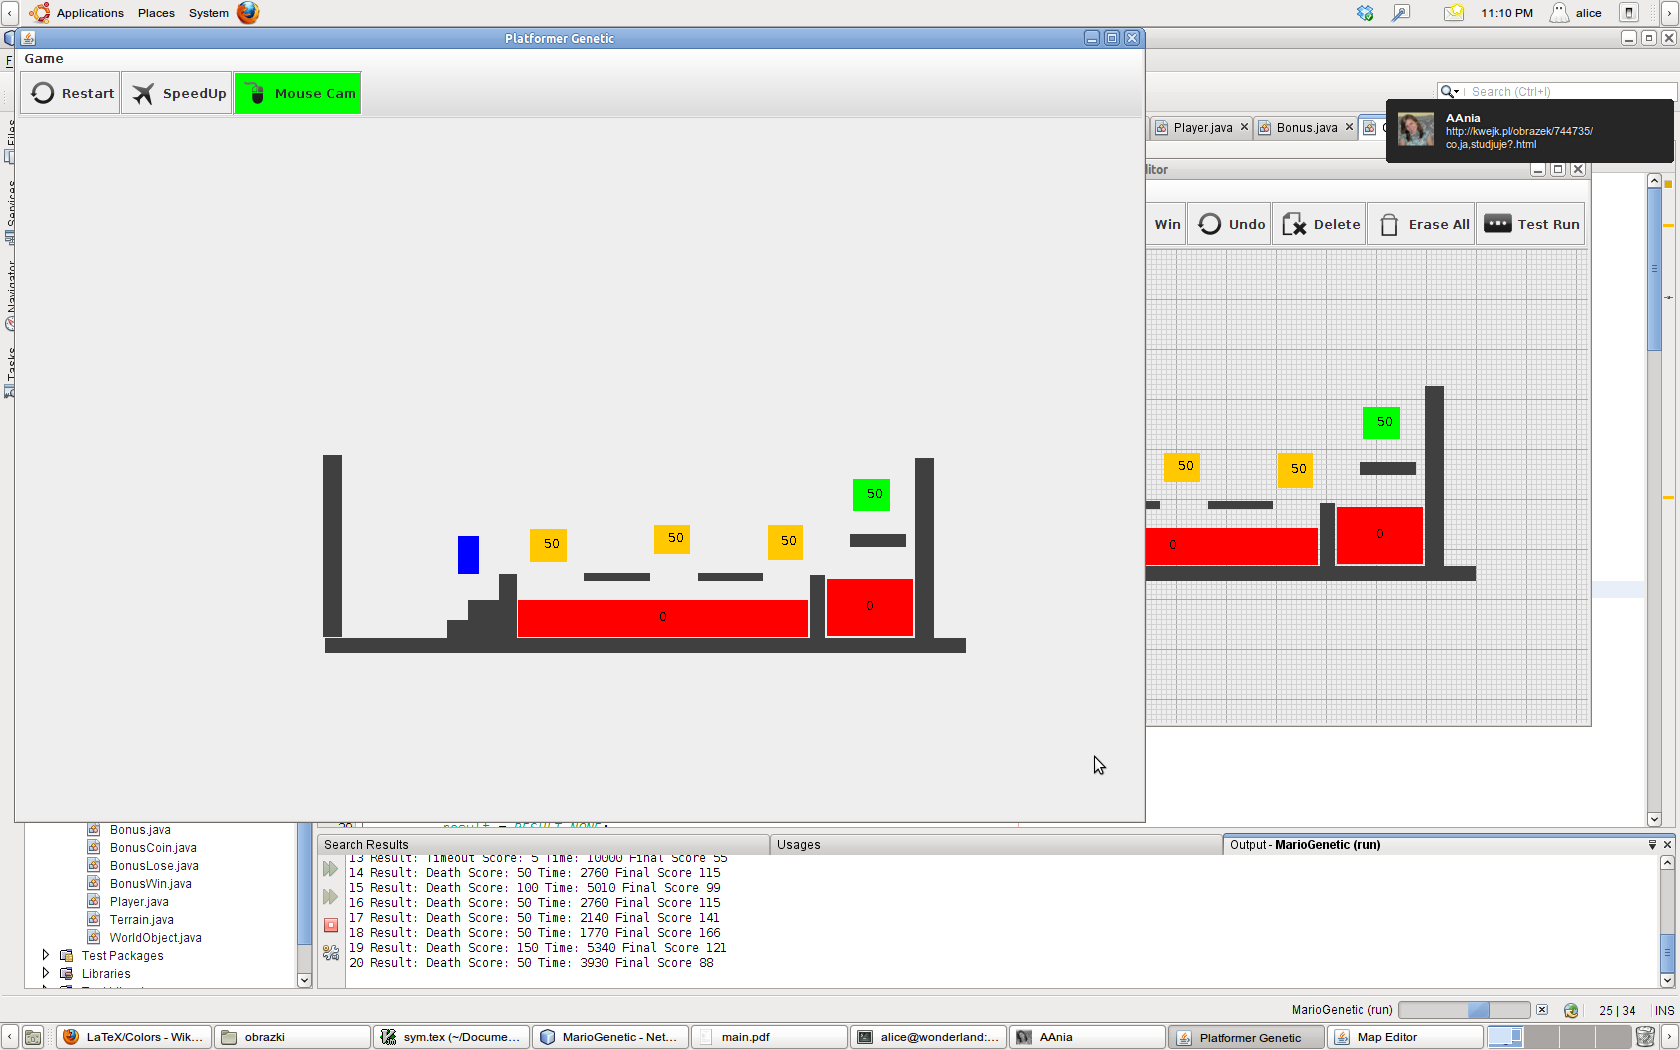 Applications Places System
11:10 PM alice
Platformer Genetic
Game
Restart SpeedUp Mouse Cam
Search (Ctrl+I)
Player.java Bonus.java
AAnia
http://kwejk.pl/obrazek/744735/
co,ja,studjuje?.html
itor
Win Undo Delete Erase All Test Run
Files
Services
Navigator
Tasks
50
50
50
50
0
0
50
50
50
0
0
Bonus.java
BonusCoin.java
BonusLose.java
BonusWin.java
Player.java
Terrain.java
WorldObject.java
Test Packages
Libraries
Search Results Usages Output - MarioGenetic (run)
13 Result: Timeout Score: 5 Time: 10000 Final Score 55
14 Result: Death Score: 50 Time: 2760 Final Score 115
15 Result: Death Score: 100 Time: 5010 Final Score 99
16 Result: Death Score: 50 Time: 2760 Final Score 115
17 Result: Death Score: 50 Time: 2140 Final Score 141
18 Result: Death Score: 50 Time: 1770 Final Score 166
19 Result: Death Score: 150 Time: 5340 Final Score 121
20 Result: Death Score: 50 Time: 3930 Final Score 88
MarioGenetic (run) 25 | 34 INS
LaTeX/Colors - Wik... obrazki sym.tex (~/Docume... MarioGenetic - Net... main.pdf alice@wonderland:... AAnia Platformer Genetic Map Editor